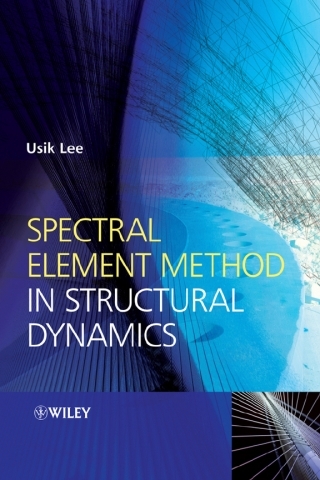 Usik Lee
SPECTRAL
ELEMENT METHOD
IN STRUCTURAL
DYNAMICS
WILEY